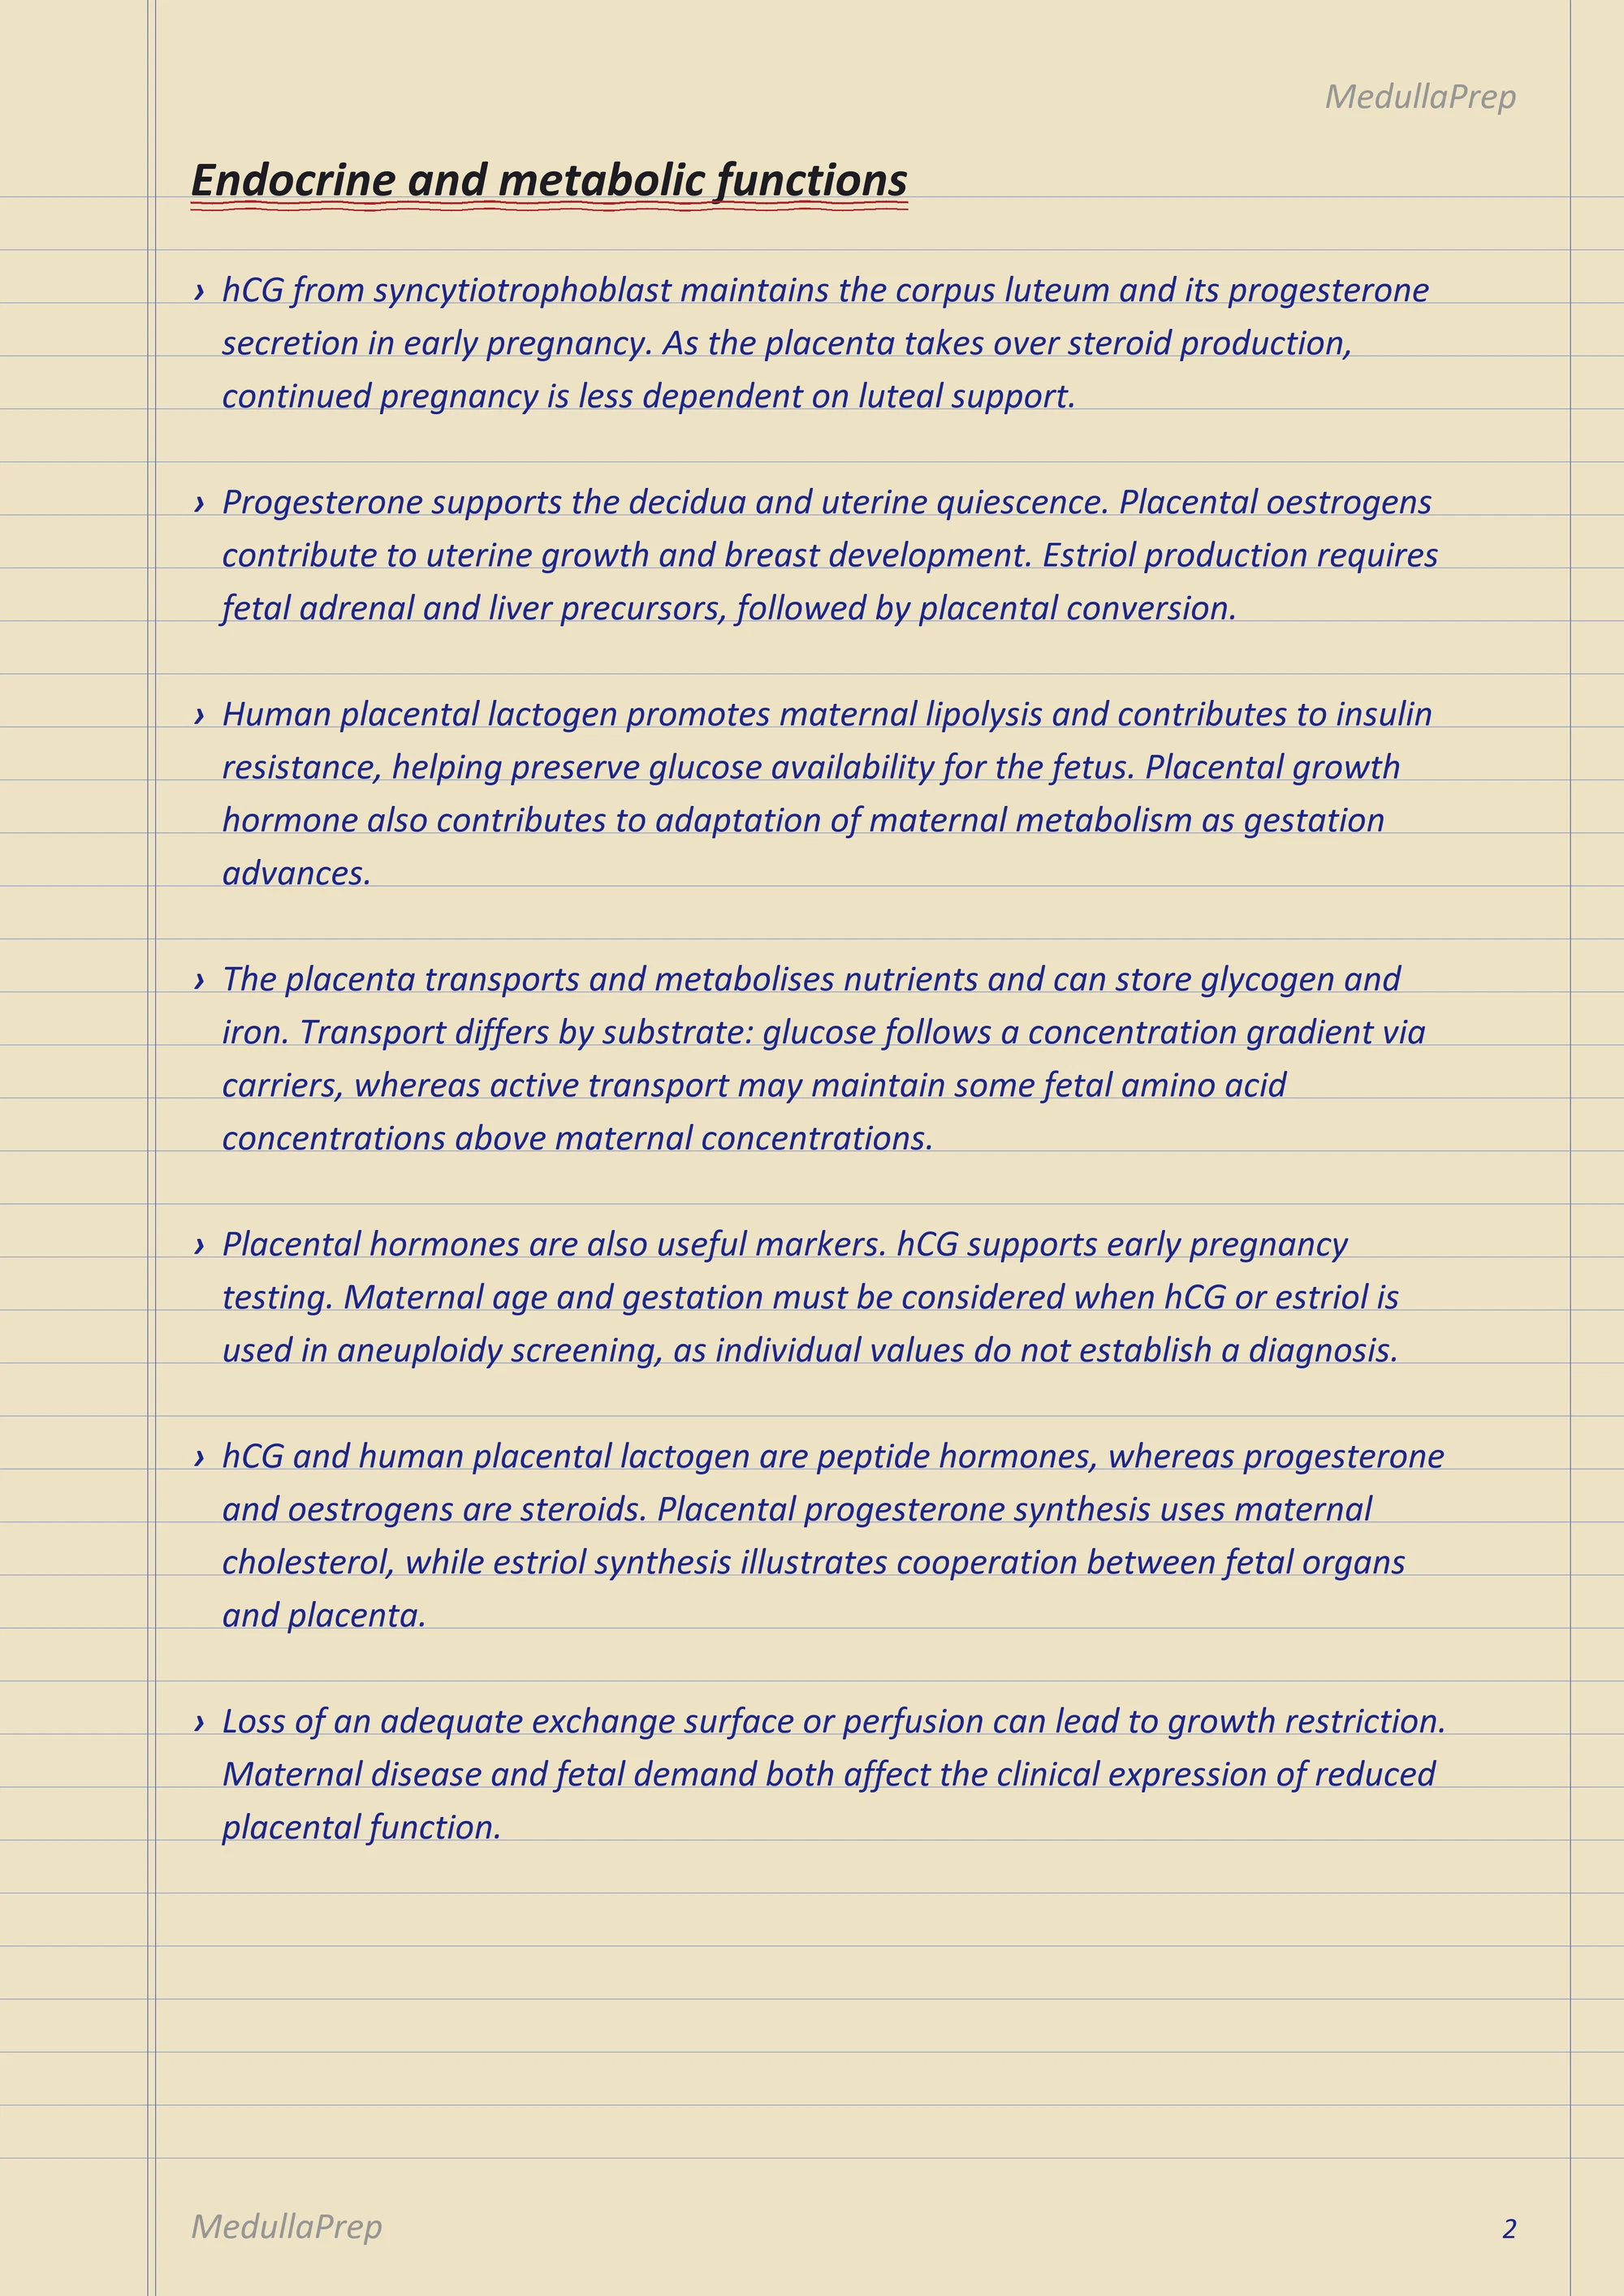 MedullaPrep
Endocrine and metabolic functions
› hCG from syncytiotrophoblast maintains the corpus luteum and its progesterone
secretion in early pregnancy. As the placenta takes over steroid production,
continued pregnancy is less dependent on luteal support.
› Progesterone supports the decidua and uterine quiescence. Placental oestrogens
contribute to uterine growth and breast development. Estriol production requires
fetal adrenal and liver precursors, followed by placental conversion.
› Human placental lactogen promotes maternal lipolysis and contributes to insulin
resistance, helping preserve glucose availability for the fetus. Placental growth
hormone also contributes to adaptation of maternal metabolism as gestation
advances.
› The placenta transports and metabolises nutrients and can store glycogen and
iron. Transport differs by substrate: glucose follows a concentration gradient via
carriers, whereas active transport may maintain some fetal amino acid
concentrations above maternal concentrations.
› Placental hormones are also useful markers. hCG supports early pregnancy
testing. Maternal age and gestation must be considered when hCG or estriol is
used in aneuploidy screening, as individual values do not establish a diagnosis.
› hCG and human placental lactogen are peptide hormones, whereas progesterone
and oestrogens are steroids. Placental progesterone synthesis uses maternal
cholesterol, while estriol synthesis illustrates cooperation between fetal organs
and placenta.
› Loss of an adequate exchange surface or perfusion can lead to growth restriction.
Maternal disease and fetal demand both affect the clinical expression of reduced
placental function.
MedullaPrep
2